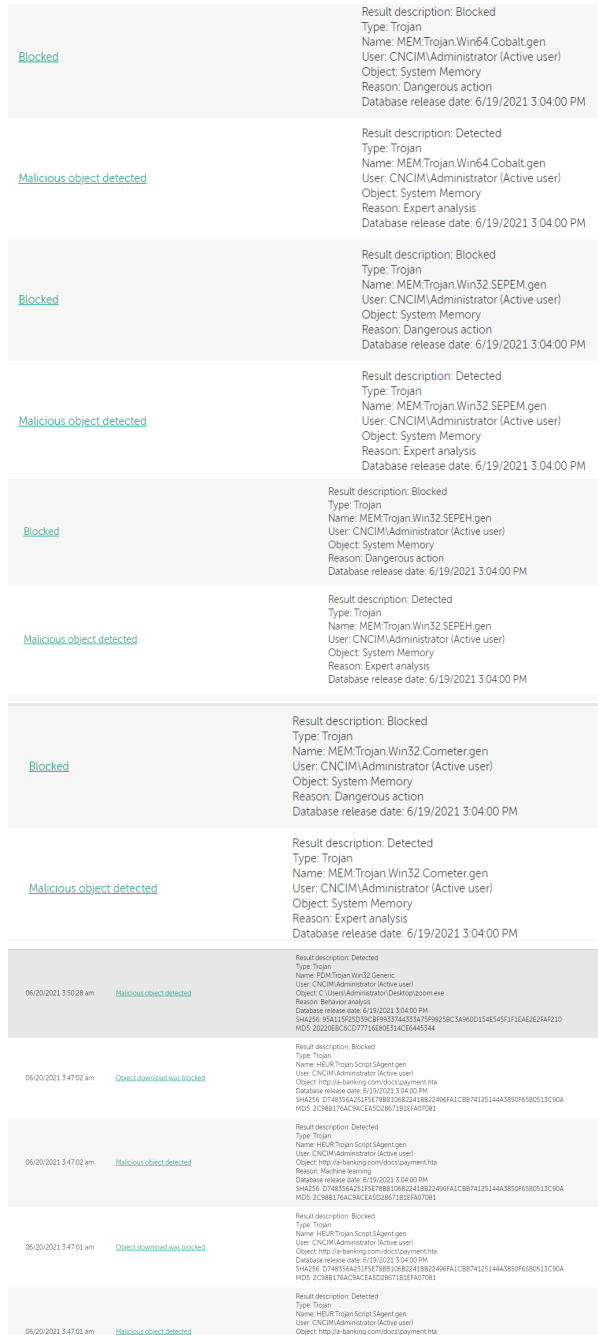 Blocked
Result description: Blocked
Type: Trojan
Name: MEM:Trojan.Win64.Cobalt.gen
User: CNCIM\Administrator (Active user)
Object: System Memory
Reason: Dangerous action
Database release date: 6/19/2021 3:04:00 PM
Malicious object detected
Result description: Detected
Type: Trojan
Name: MEM:Trojan.Win64.Cobalt.gen
User: CNCIM\Administrator (Active user)
Object: System Memory
Reason: Expert analysis
Database release date: 6/19/2021 3:04:00 PM
Blocked
Result description: Blocked
Type: Trojan
Name: MEM:Trojan.Win32.SEPEM.gen
User: CNCIM\Administrator (Active user)
Object: System Memory
Reason: Dangerous action
Database release date: 6/19/2021 3:04:00 PM
Malicious object detected
Result description: Detected
Type: Trojan
Name: MEM:Trojan.Win32.SEPEM.gen
User: CNCIM\Administrator (Active user)
Object: System Memory
Reason: Expert analysis
Database release date: 6/19/2021 3:04:00 PM
Blocked
Result description: Blocked
Type: Trojan
Name: MEM:Trojan.Win32.SEPEH.gen
User: CNCIM\Administrator (Active user)
Object: System Memory
Reason: Dangerous action
Database release date: 6/19/2021 3:04:00 PM
Malicious object detected
Result description: Detected
Type: Trojan
Name: MEM:Trojan.Win32.SEPEH.gen
User: CNCIM\Administrator (Active user)
Object: System Memory
Reason: Expert analysis
Database release date: 6/19/2021 3:04:00 PM
Blocked
Result description: Blocked
Type: Trojan
Name: MEM:Trojan.Win32.Cometer.gen
User: CNCIM\Administrator (Active user)
Object: System Memory
Reason: Dangerous action
Database release date: 6/19/2021 3:04:00 PM
Malicious object detected
Result description: Detected
Type: Trojan
Name: MEM:Trojan.Win32.Cometer.gen
User: CNCIM\Administrator (Active user)
Object: System Memory
Reason: Expert analysis
Database release date: 6/19/2021 3:04:00 PM
06/20/2021 3:50:28 am Malicious object detected
Result description: Detected
Type: Trojan
Name: PDM:Trojan.Win32.Generic
User: CNCIM\Administrator (Active user)
Object: C:\Users\Administrator\Desktop\zoom.exe
Reason: Behavior analysis
Database release date: 6/19/2021 3:04:00 PM
SHA256: 95A115F25D39CBF9933744333A75F9925BC3A960D154E545F1F1EAE2E2FAF210
MD5: 20220EBC6CD77716E80E314CE6445344
06/20/2021 3:47:02 am Object download was blocked
Result description: Blocked
Type: Trojan
Name: HEUR:Trojan.Script.SAgent.gen
User: CNCIM\Administrator (Active user)
Object: http://a-banking.com/docs\payment.hta
Database release date: 6/19/2021 3:04:00 PM
SHA256: D748356A251F5E78BB106B2241BB22496FA1CBB74125144A3850F65B0513C90A
MD5: 2C98B176AC9ACEA5D28671B1EFA07081
06/20/2021 3:47:02 am Malicious object detected
Result description: Detected
Type: Trojan
Name: HEUR:Trojan.Script.SAgent.gen
User: CNCIM\Administrator (Active user)
Object: http://a-banking.com/docs\payment.hta
Reason: Machine learning
Database release date: 6/19/2021 3:04:00 PM
SHA256: D748356A251F5E78BB106B2241BB22496FA1CBB74125144A3850F65B0513C90A
MD5: 2C98B176AC9ACEA5D28671B1EFA07081
06/20/2021 3:47:01 am Object download was blocked
Result description: Blocked
Type: Trojan
Name: HEUR:Trojan.Script.SAgent.gen
User: CNCIM\Administrator (Active user)
Object: http://a-banking.com/docs\payment.hta
Database release date: 6/19/2021 3:04:00 PM
SHA256: D748356A251F5E78BB106B2241BB22496FA1CBB74125144A3850F65B0513C90A
MD5: 2C98B176AC9ACEA5D28671B1EFA07081
06/20/2021 3:47:01 am Malicious object detected
Result description: Detected
Type: Trojan
Name: HEUR:Trojan.Script.SAgent.gen
User: CNCIM\Administrator (Active user)
Object: http://a-banking.com/docs\payment.hta